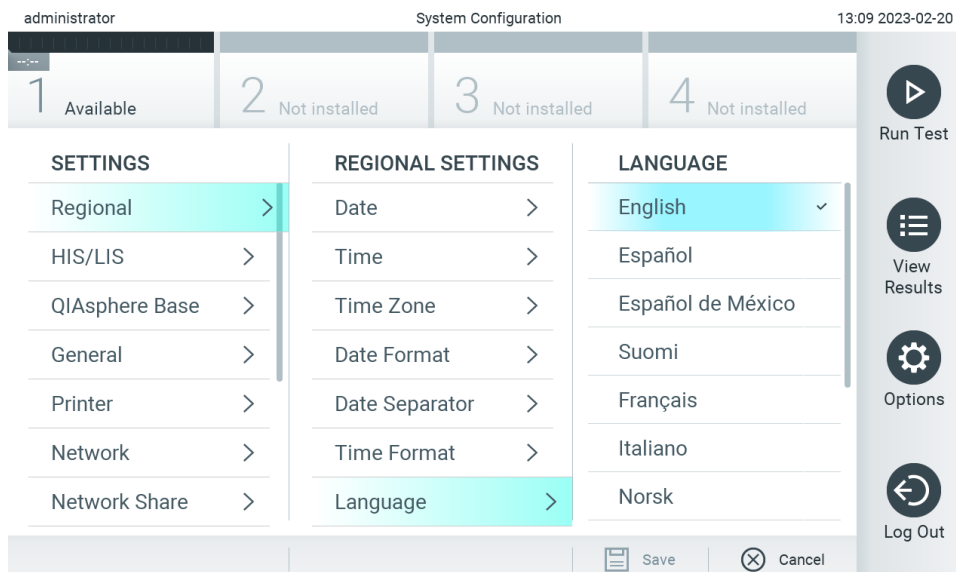 administrator System Configuration 13:09 2023-02-20
--:--
1 Available 2 Not installed 3 Not installed 4 Not installed
Run Test
SETTINGS REGIONAL SETTINGS LANGUAGE
Regional Date English
HIS/LIS Time Español
View
Results
QIAsphere Base Time Zone Español de México
General Date Format Suomi
Printer Date Separator Français
Options
Network Time Format Italiano
Network Share Language Norsk
Log Out
Save Cancel